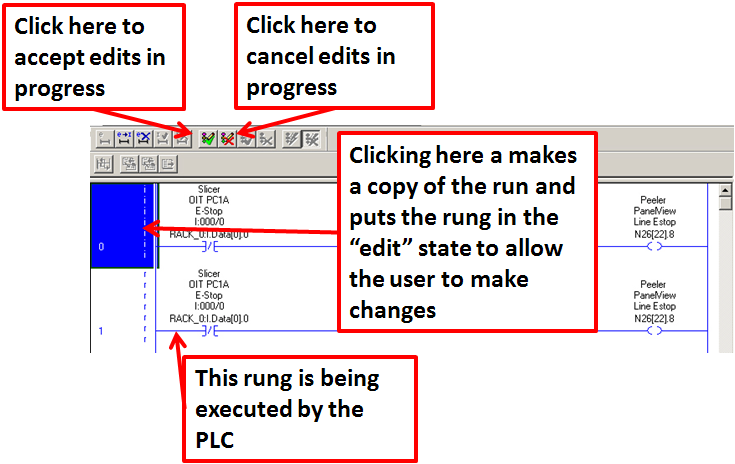 Click here to
accept edits in
progress
Click here to
cancel edits in
progress
Clicking here a makes
a copy of the run and
puts the rung in the
“edit” state to allow
the user to make
changes
Slicer
OIT PC1A
E-Stop
I:000/0
RACK_0:I.Data[0].0
Peeler
PanelView
Line Estop
N26[22].8
0
Slicer
OIT PC1A
E-Stop
I:000/0
RACK_0:I.Data[0].0
Peeler
PanelView
Line Estop
N26[22].8
1
This rung is being
executed by the
PLC